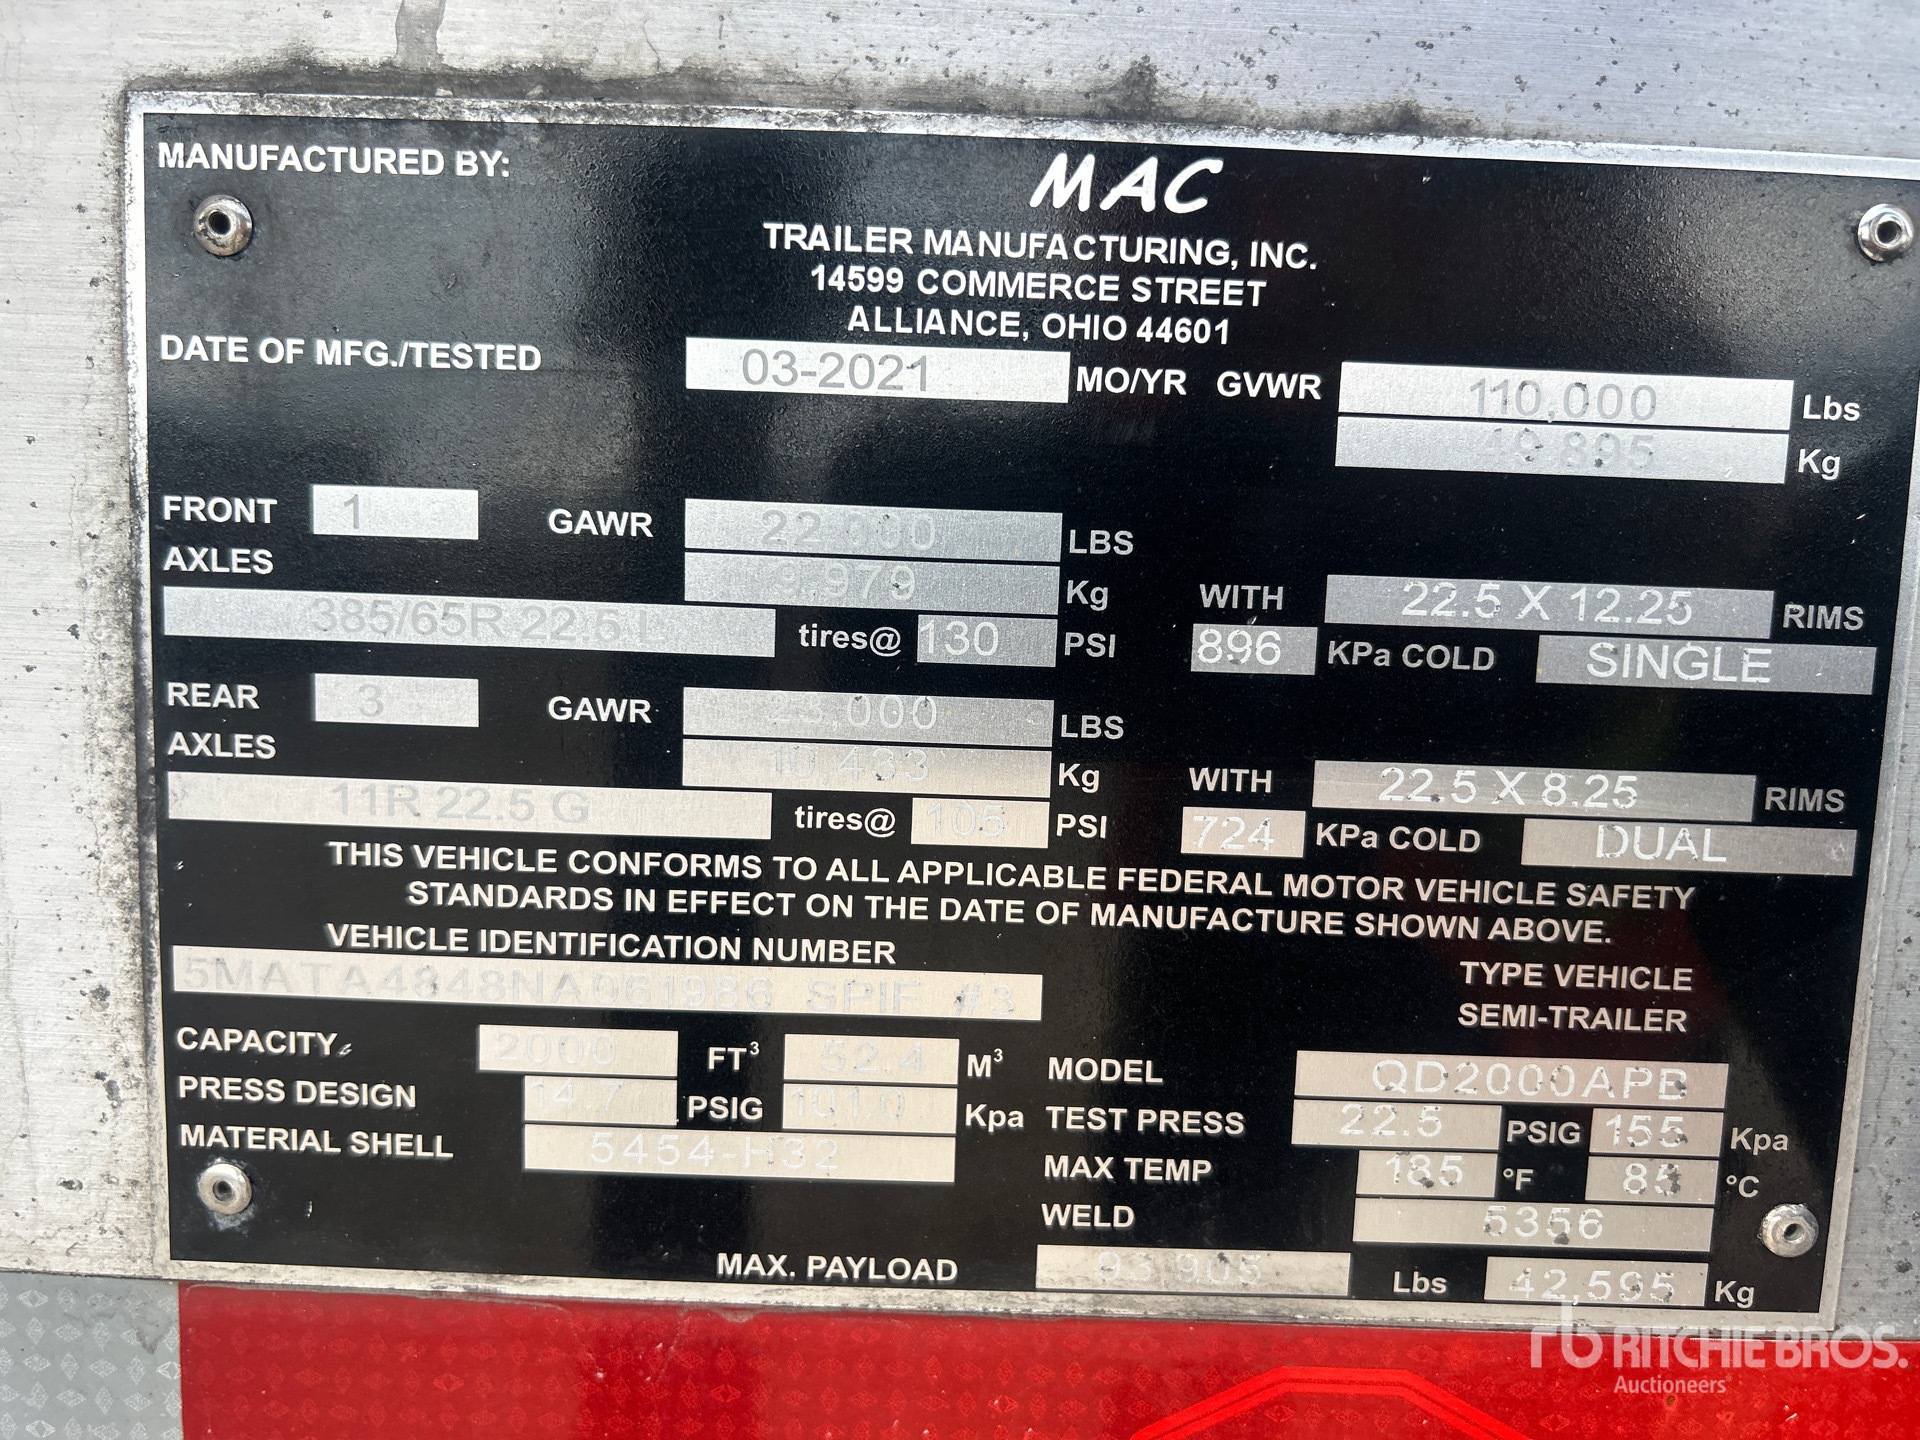 MANUFACTURED BY:
MAC
TRAILER MANUFACTURING, INC.
14599 COMMERCE STREET
ALLIANCE, OHIO 44601
DATE OF MFG./TESTED 03-2021 MO/YR GVWR 110,000 Lbs
49,895 Kg
FRONT 1 GAWR 22,000 LBS
AXLES 9,979 Kg WITH 22.5 X 12.25 RIMS
385/65R 22.5 L tires@ 130 PSI 896 KPa COLD SINGLE
REAR 3 GAWR 23,000 LBS
AXLES 10,433 Kg WITH 22.5 X 8.25 RIMS
11R 22.5 G tires@ 105 PSI 724 KPa COLD DUAL
THIS VEHICLE CONFORMS TO ALL APPLICABLE FEDERAL MOTOR VEHICLE SAFETY
STANDARDS IN EFFECT ON THE DATE OF MANUFACTURE SHOWN ABOVE.
VEHICLE IDENTIFICATION NUMBER
5MATA4848NA061986 SPIF #3
TYPE VEHICLE
SEMI-TRAILER
CAPACITY 2000 FT³ 52.4 M³ MODEL QD2000APB
PRESS DESIGN 14.7 PSIG 101.0 Kpa TEST PRESS 22.5 PSIG 155 Kpa
MATERIAL SHELL 5454-H32 MAX TEMP 185 °F 85 °C
WELD 5356
MAX. PAYLOAD 93,905 Lbs 42,595 Kg
rb RITCHIE BROS.
Auctioneers